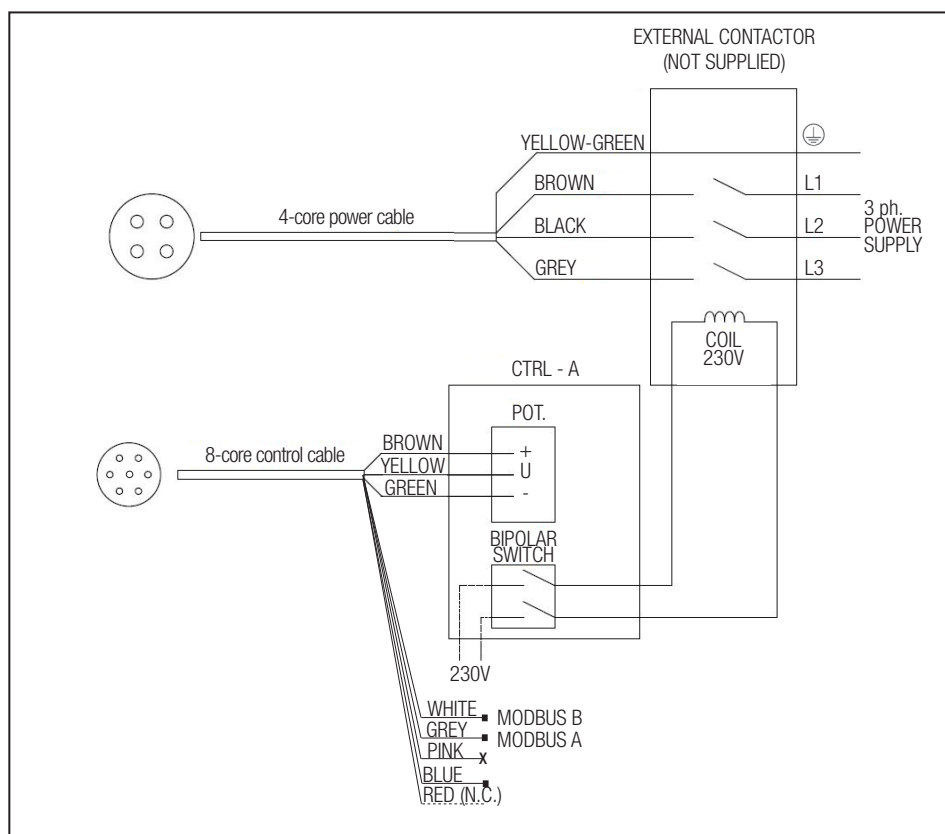 EXTERNAL CONTACTOR
(NOT SUPPLIED)
YELLOW-GREEN
BROWN
L1
4-core power cable
BLACK
L2
3 ph.
POWER
SUPPLY
GREY
L3
COIL
230V
CTRL - A
POT.
8-core control cable
BROWN
+
YELLOW
U
GREEN
-
BIPOLAR
SWITCH
230V
WHITE
MODBUS B
GREY
MODBUS A
PINK
X
BLUE
RED (N.C.)